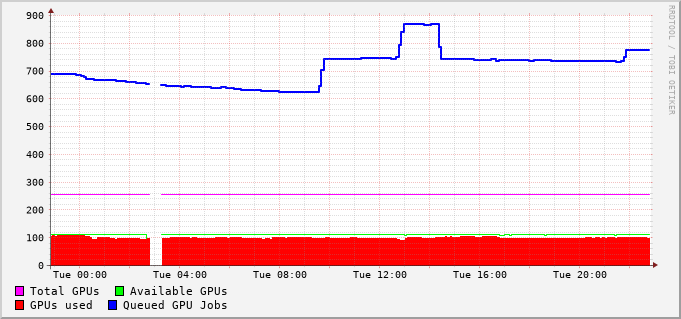 RRDTOOL / TOBI OETIKER
900
800
700
600
500
400
300
200
100
0
Tue 00:00 Tue 04:00 Tue 08:00 Tue 12:00 Tue 16:00 Tue 20:00
Total GPUs Available GPUs
GPUs used Queued GPU Jobs